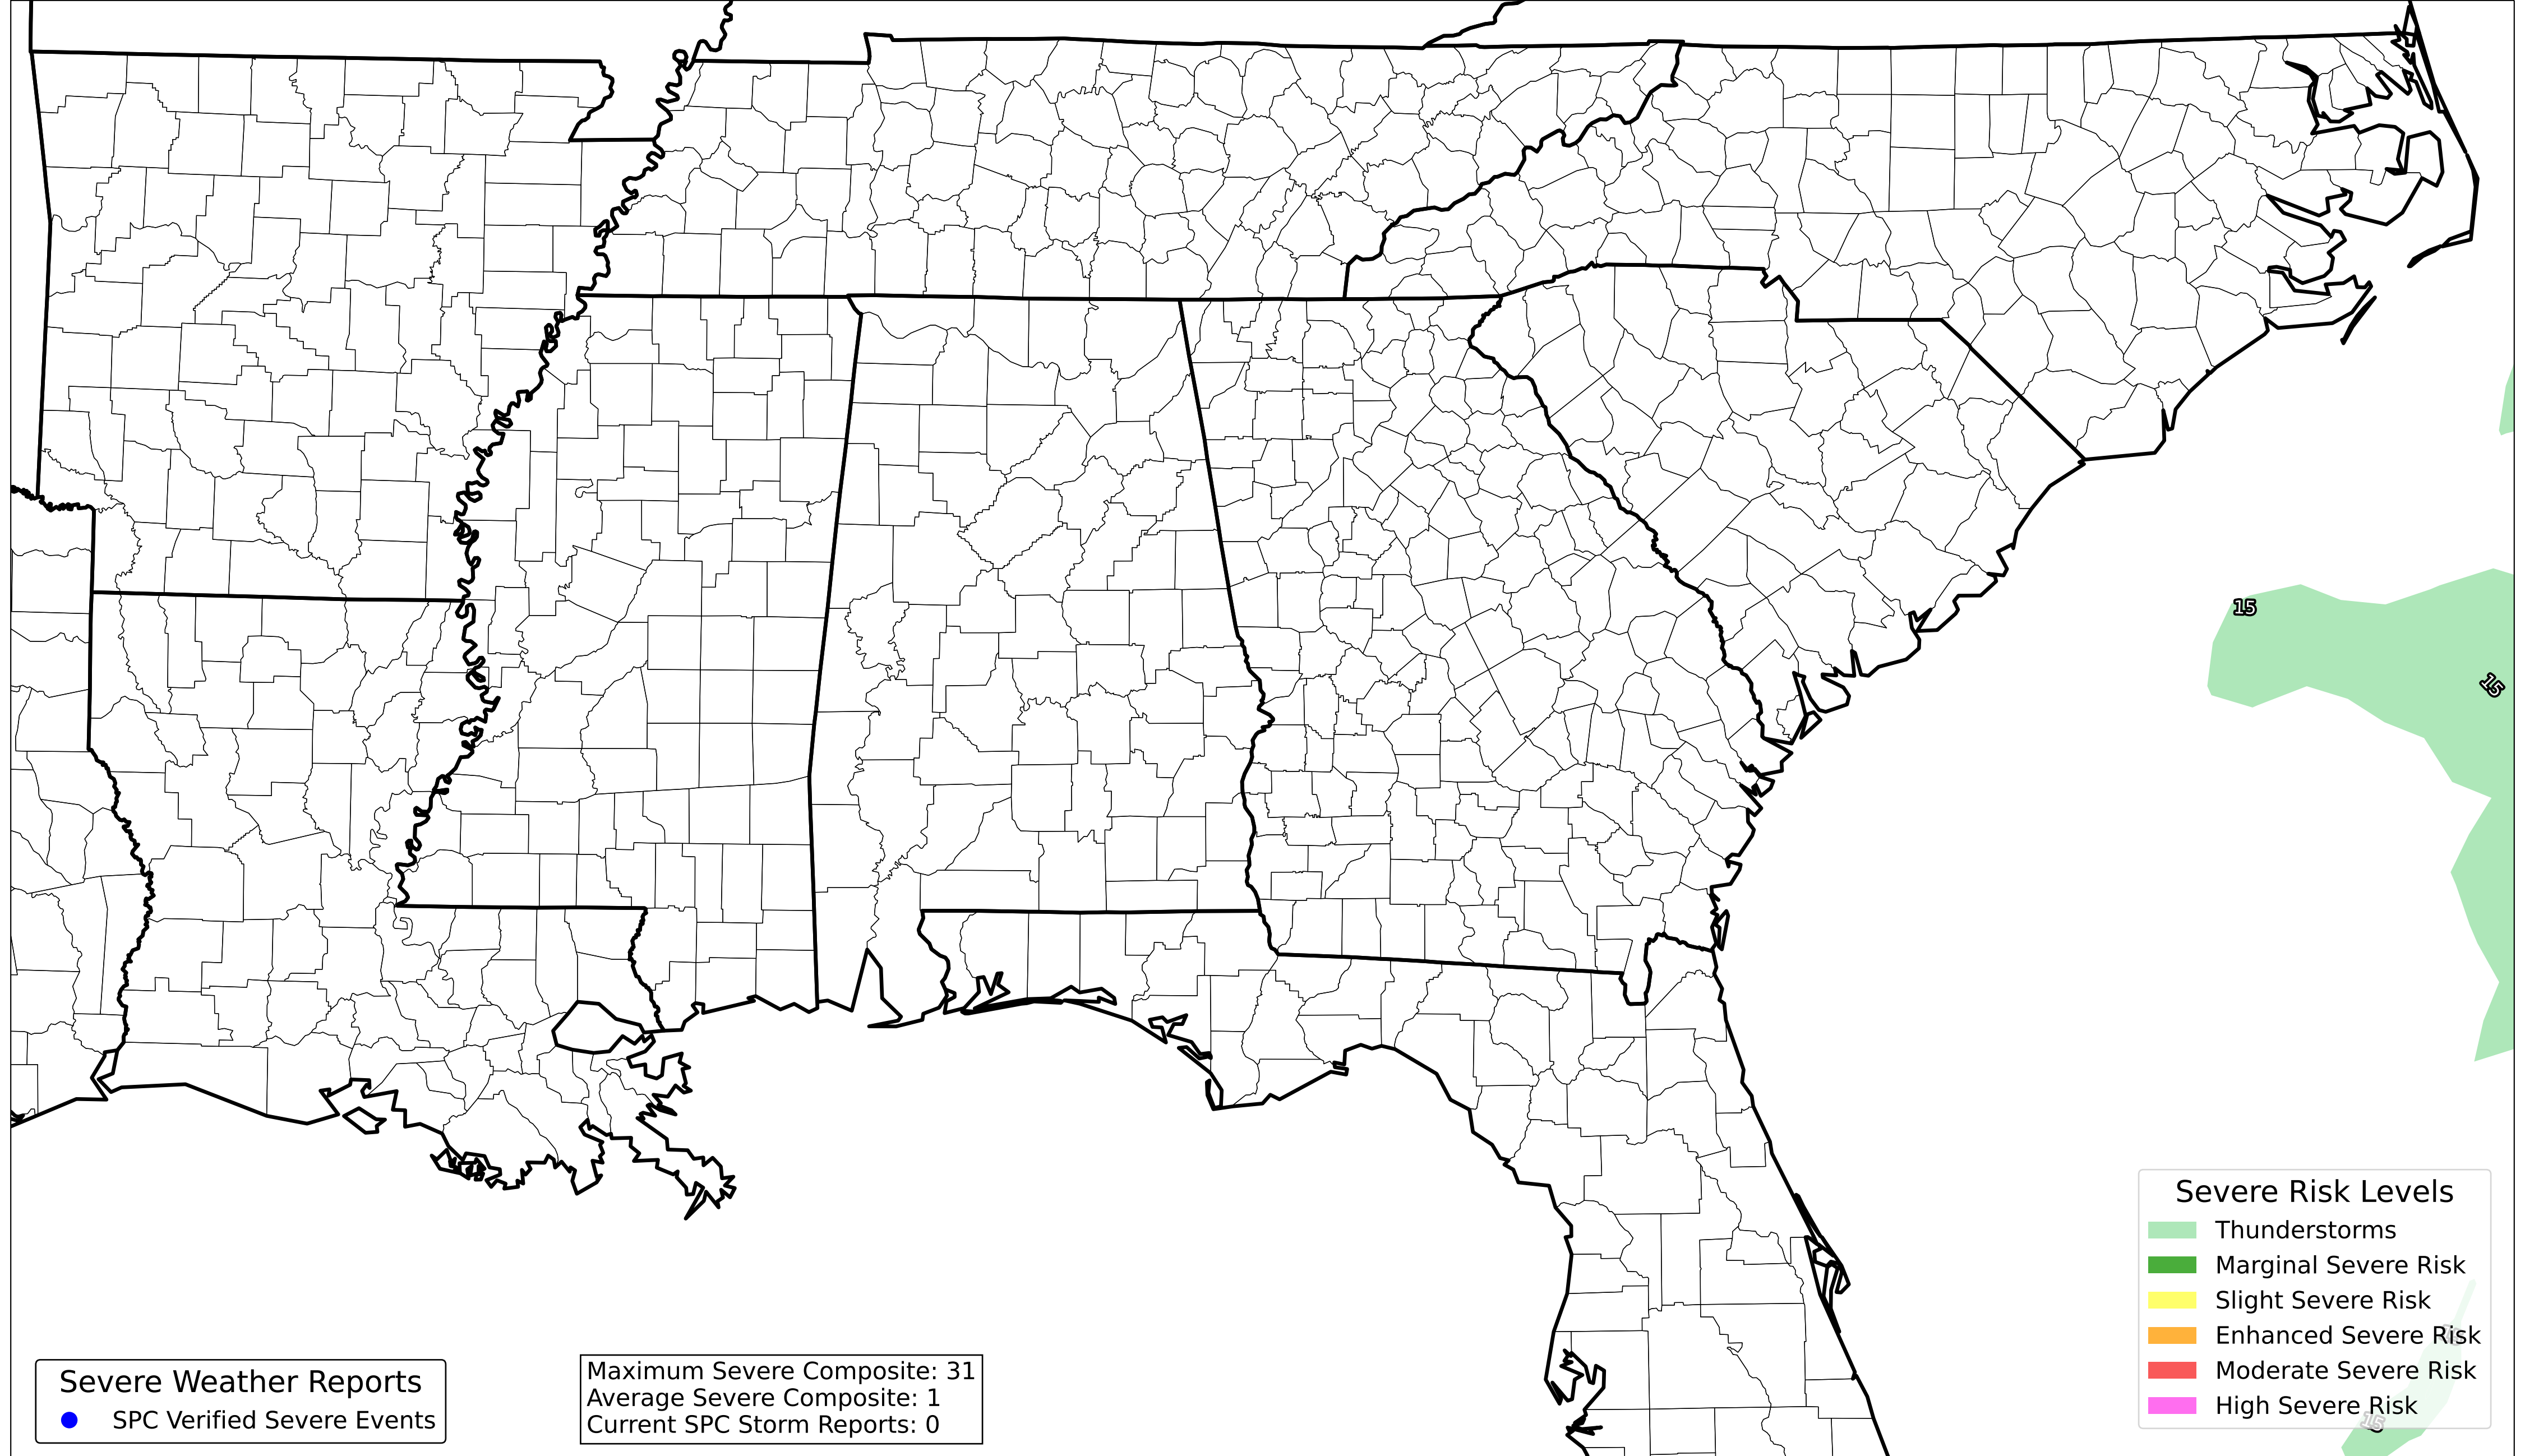 15
15
Severe Risk Levels
Thunderstorms
Marginal Severe Risk
Slight Severe Risk
Enhanced Severe Risk
Moderate Severe Risk
High Severe Risk
15
Severe Weather Reports
SPC Verified Severe Events
Maximum Severe Composite: 31
Average Severe Composite: 1
Current SPC Storm Reports: 0